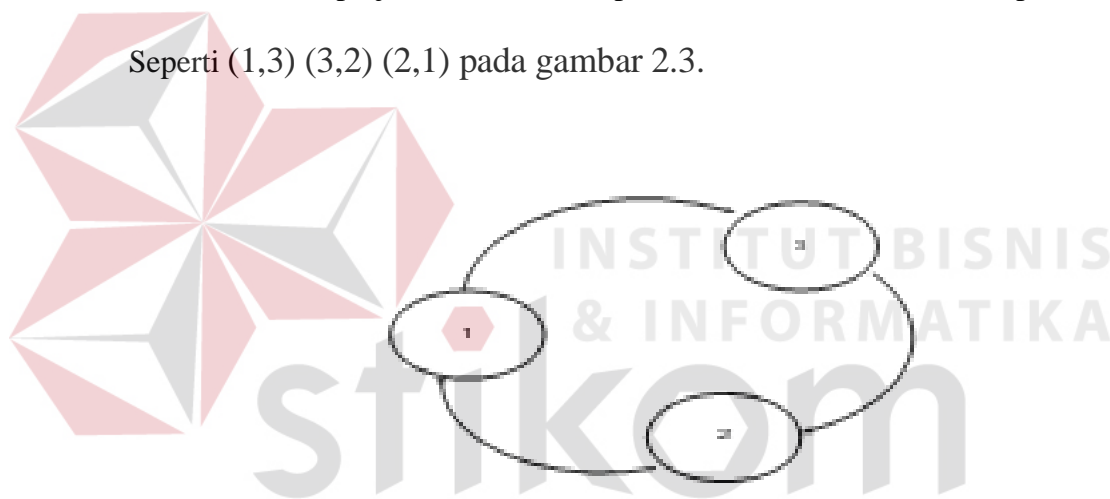 Seperti (1,3) (3,2) (2,1) pada gambar 2.3.
3
INSTITUT BISNIS
1
& INFORMATIKA
stikom
2